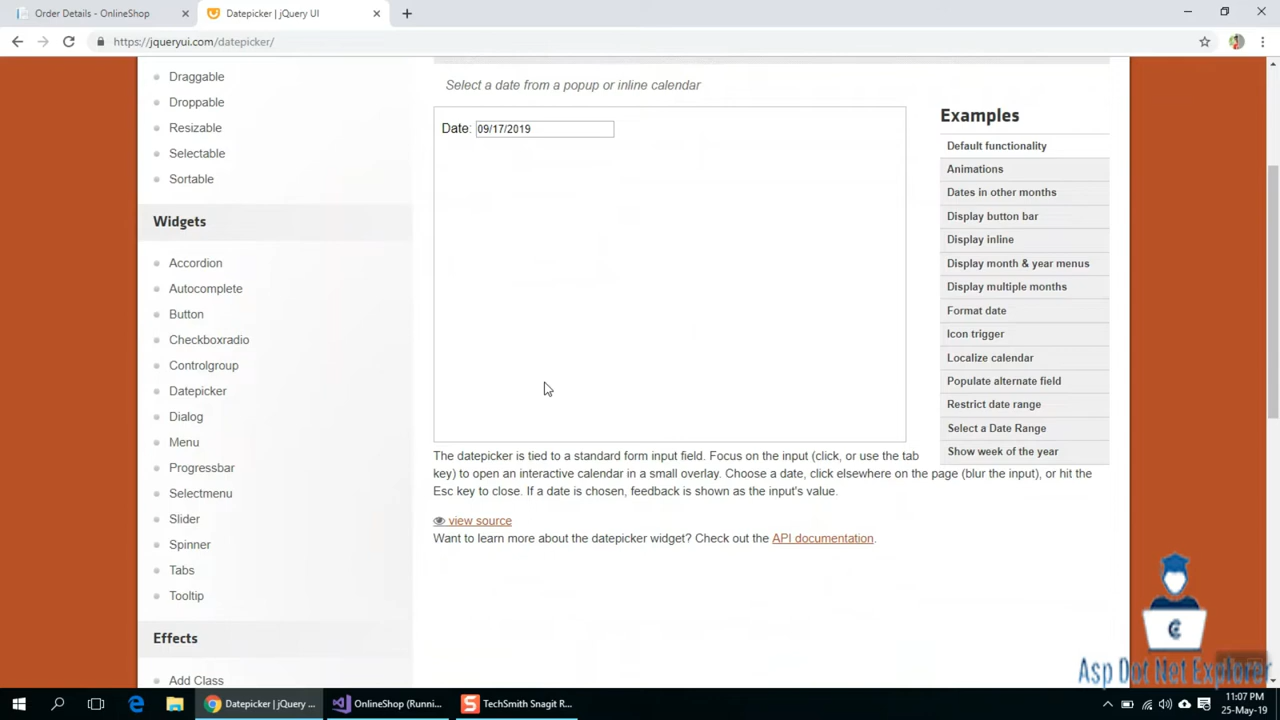 Order Details - OnlineShop
Datepicker | jQuery UI
https://jqueryui.com/datepicker/
Draggable
Droppable
Resizable
Selectable
Sortable
Widgets
Accordion
Autocomplete
Button
Checkboxradio
Controlgroup
Datepicker
Dialog
Menu
Progressbar
Selectmenu
Slider
Spinner
Tabs
Tooltip
Effects
Add Class
Select a date from a popup or inline calendar
Date: 09/17/2019
The datepicker is tied to a standard form input field. Focus on the input (click, or use the tab
key) to open an interactive calendar in a small overlay. Choose a date, click elsewhere on the page (blur the input), or hit the
Esc key to close. If a date is chosen, feedback is shown as the input's value.
view source
Want to learn more about the datepicker widget? Check out the API documentation.
Examples
Default functionality
Animations
Dates in other months
Display button bar
Display inline
Display month & year menus
Display multiple months
Format date
Icon trigger
Localize calendar
Populate alternate field
Restrict date range
Select a Date Range
Show week of the year
Asp Dot Net Explorer
Datepicker | jQuery ...
OnlineShop (Runni...
TechSmith Snagit R...
11:07 PM
25-May-19